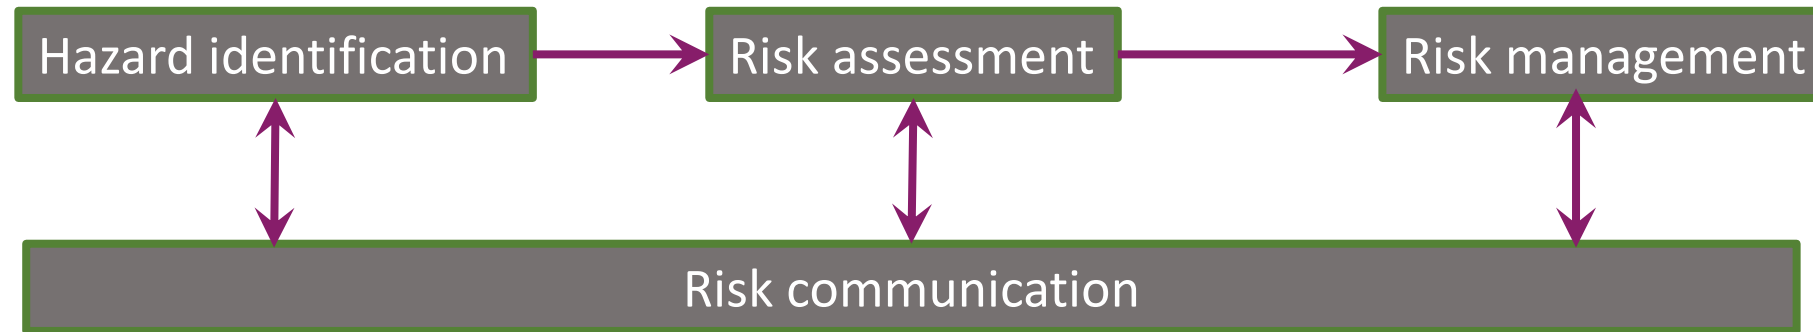 Hazard identification
Risk assessment
Risk management
Risk communication